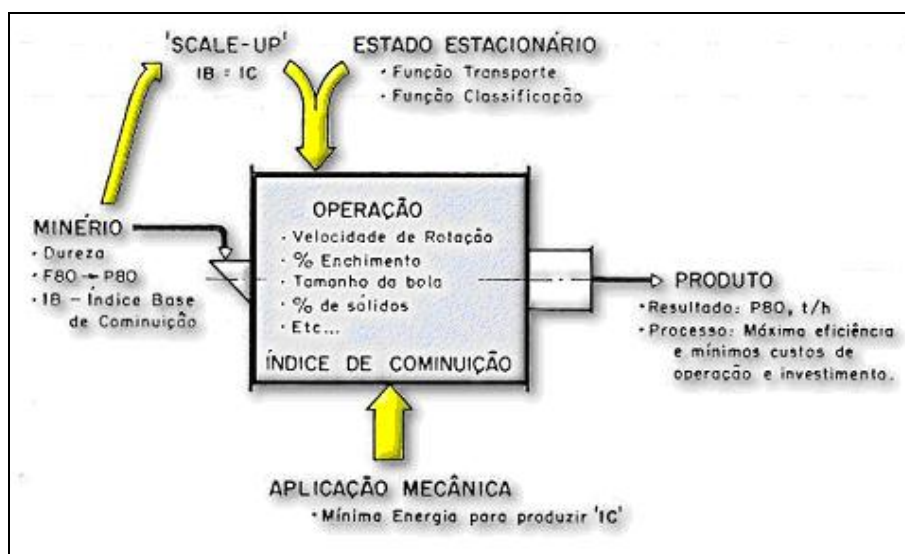 'SCALE-UP'
IB = IC
ESTADO ESTACIONÁRIO
• Função Transporte
• Função Classificação
MINÉRIO
• Dureza
• F80 → P80
• IB – Índice Base
de Cominuição
OPERAÇÃO
• Velocidade de Rotação
• % Enchimento
• Tamanho da bola
• % de sólidos
• Etc...
ÍNDICE DE COMINUIÇÃO
PRODUTO
• Resultado: P80, t/h
• Processo: Máxima eficiência
e mínimos custos de
operação e investimento.
APLICAÇÃO MECÂNICA
• Mínima Energia para produzir 'IC'